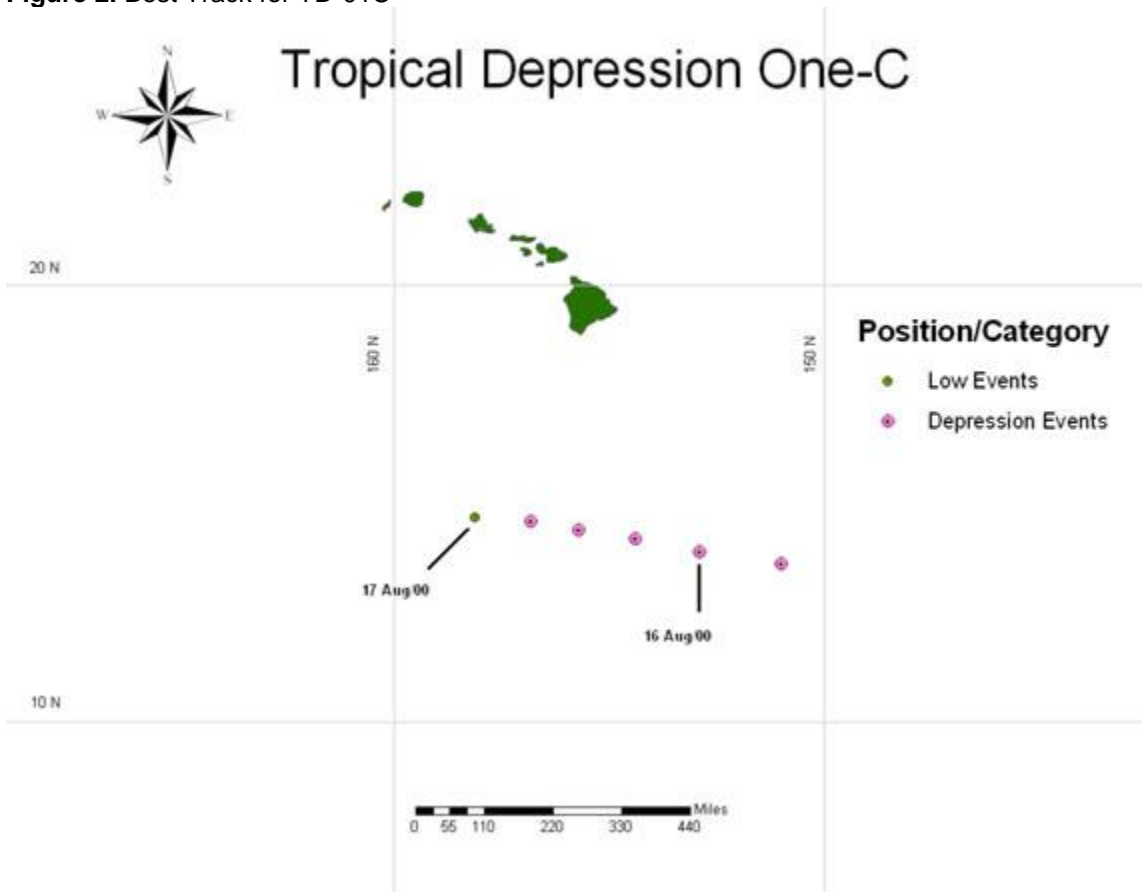 Figure 2. Best Track for TD-01C
Tropical Depression One-C
N
W
E
S
20 N
160 N
150 N
Position/Category
Low Events
Depression Events
17 Aug/00
16 Aug/00
10 N
Miles
0 55 110 220 330 440